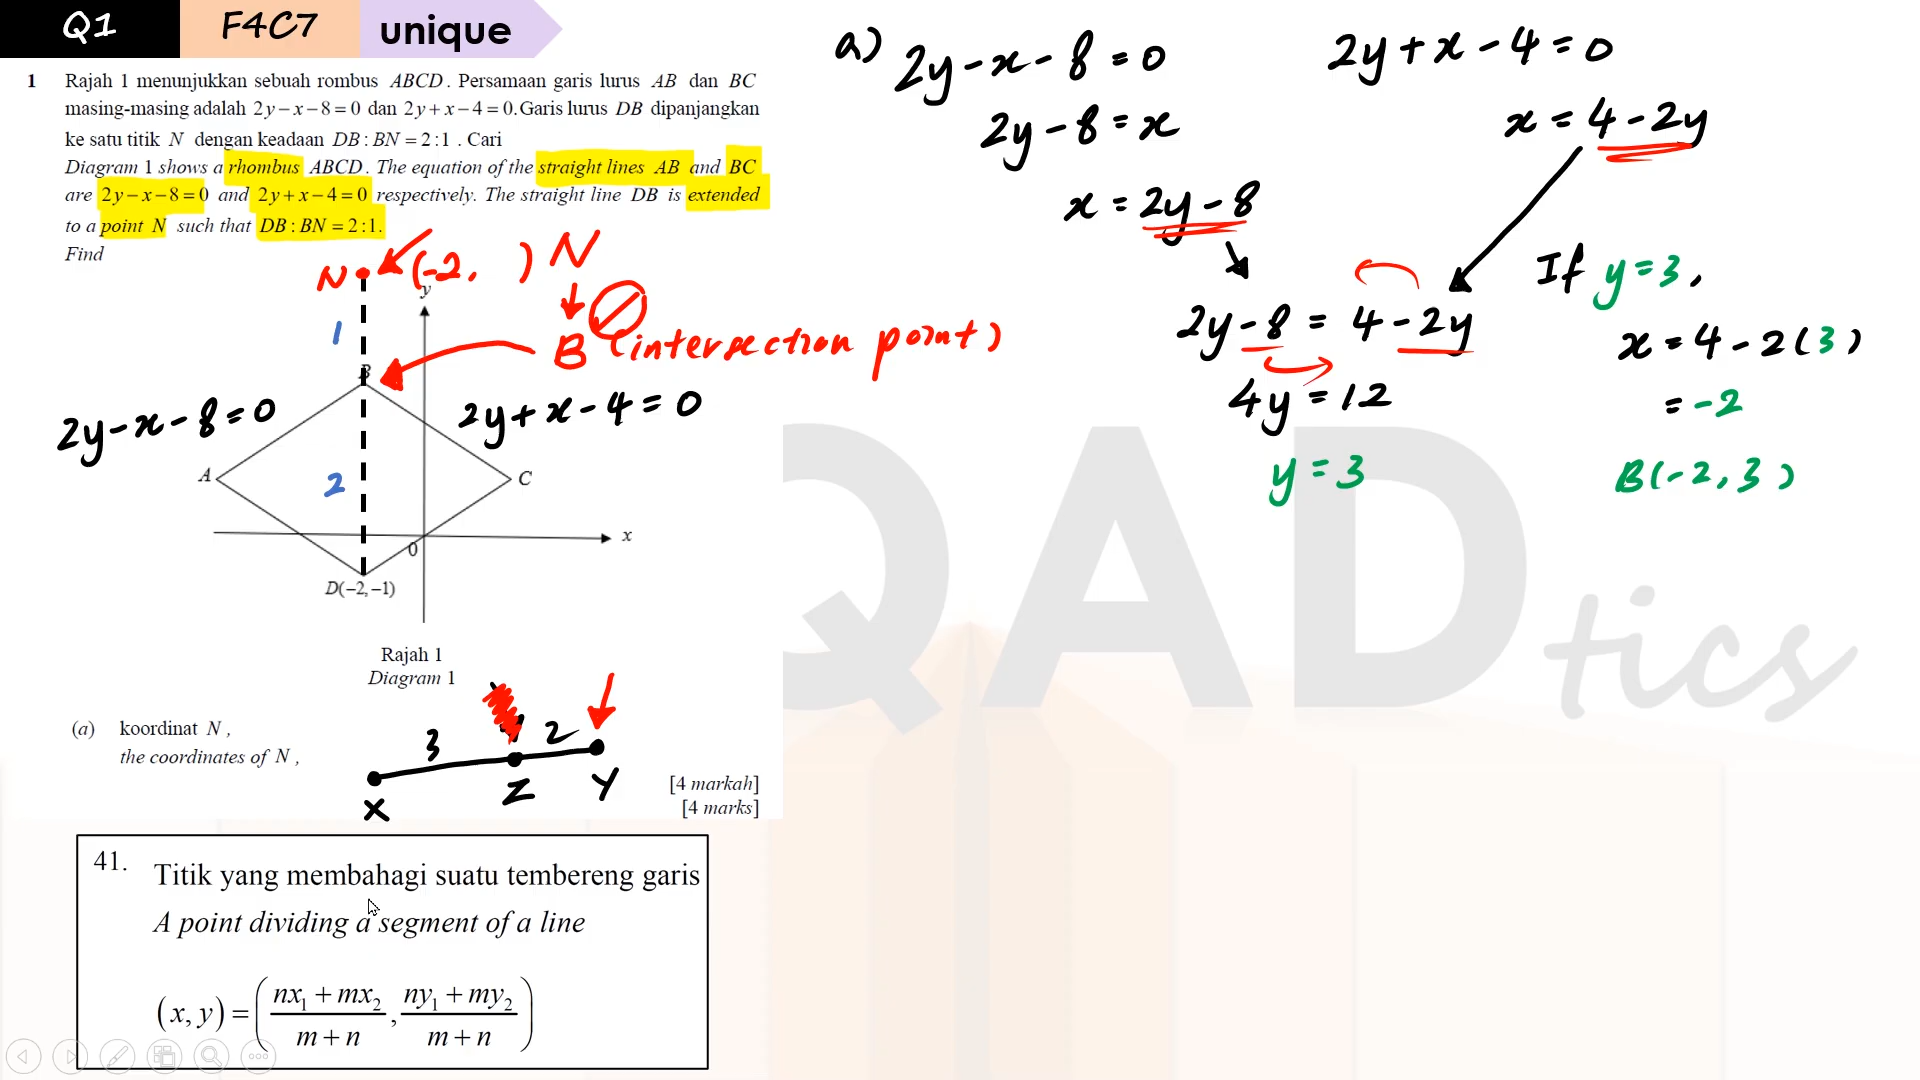 Q1 F4C7 unique
1 Rajah 1 menunjukkan sebuah rombus ABCD. Persamaan garis lurus AB dan BC
masing-masing adalah 2y−x−8=0 dan 2y+x−4=0.Garis lurus DB dipanjangkan
ke satu titik N dengan keadaan DB:BN=2:1. Cari
Diagram 1 shows a rhombus ABCD. The equation of the straight lines AB and BC
are 2y−x−8=0 and 2y+x−4=0 respectively. The straight line DB is extended
to a point N such that DB:BN=2:1.
Find
N (-2, ) N
y
1
B (intersection point)
B
2y-x-8=0 2y+x-4=0
A
C
2
0
x
D(−2,−1)
Rajah 1
Diagram 1
(a) koordinat N,
the coordinates of N,
3 2
X Z Y
[4 markah]
[4 marks]
41. Titik yang membahagi suatu tembereng garis
A point dividing a segment of a line
(x, y) = ( (nx₁ + mx₂)/(m + n) , (ny₁ + my₂)/(m + n) )
a) 2y-x-8=0
2y-8=x
x=2y-8
2y+x-4=0
x=4-2y
2y-8=4-2y
4y=12
y=3
If y=3,
x=4-2(3)
=-2
B(-2,3)
QAD
tics